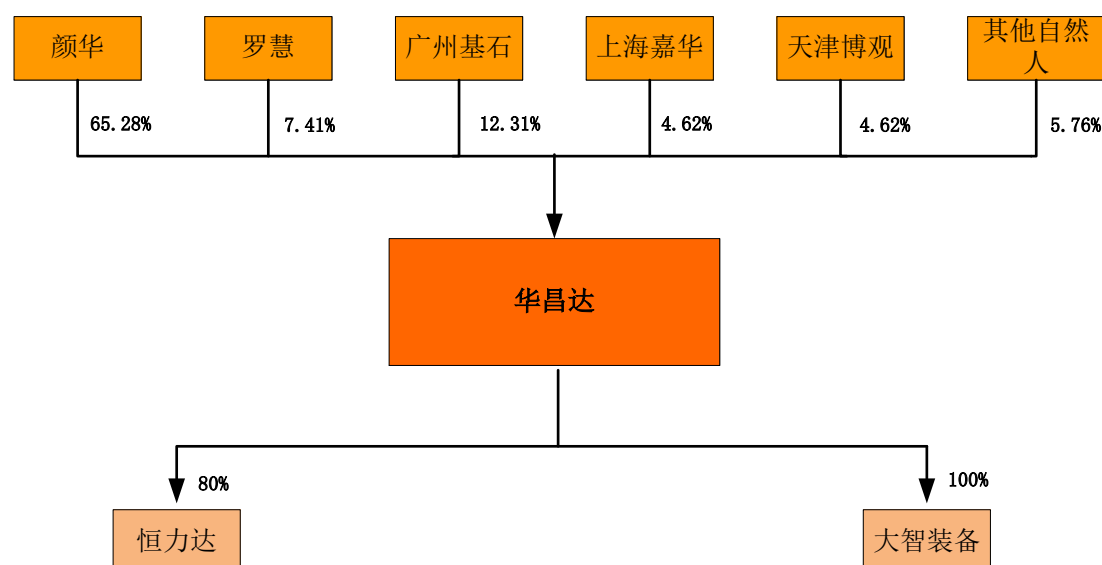 颜华
罗慧
广州基石
上海嘉华
天津博观
其他自然
人
65.28%
7.41%
12.31%
4.62%
4.62%
5.76%
华昌达
80%
100%
恒力达
大智装备